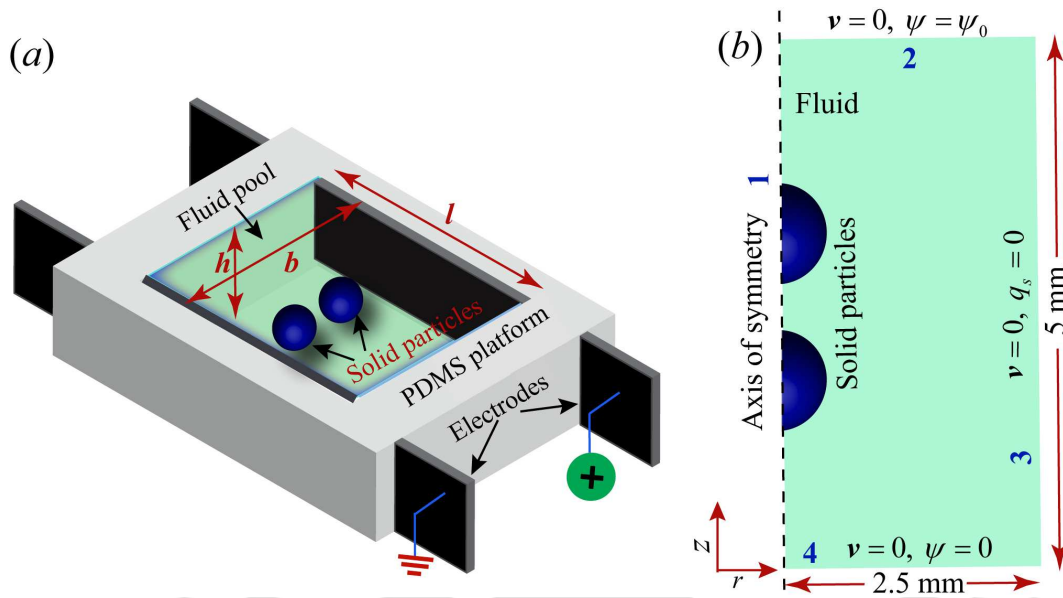 (a)
Fluid pool
h
b
l
Solid particles
PDMS platform
Electrodes
+
(b)
v = 0, ψ = ψ₀
2
Fluid
1
Axis of symmetry
Solid particles
v = 0, qₛ = 0
5 mm
3
z
r
4
v = 0, ψ = 0
2.5 mm